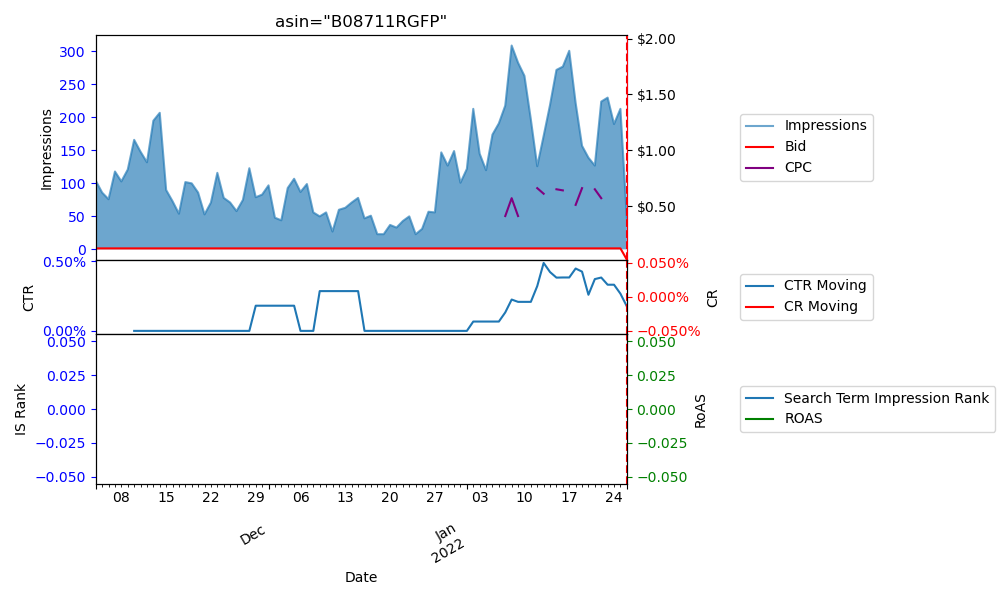 asin="B08711RGFP"
Impressions
300
250
200
150
100
50
0
$2.00
$1.50
$1.00
$0.50
Impressions
Bid
CPC
CTR
0.50%
0.00%
0.050%
0.000%
−0.050%
CR
CTR Moving
CR Moving
IS Rank
0.050
0.025
0.000
−0.025
−0.050
0.050
0.025
0.000
−0.025
−0.050
RoAS
Search Term Impression Rank
ROAS
08 15 22 29 06 13 20 27 03 10 17 24
Dec
Jan
2022
Date